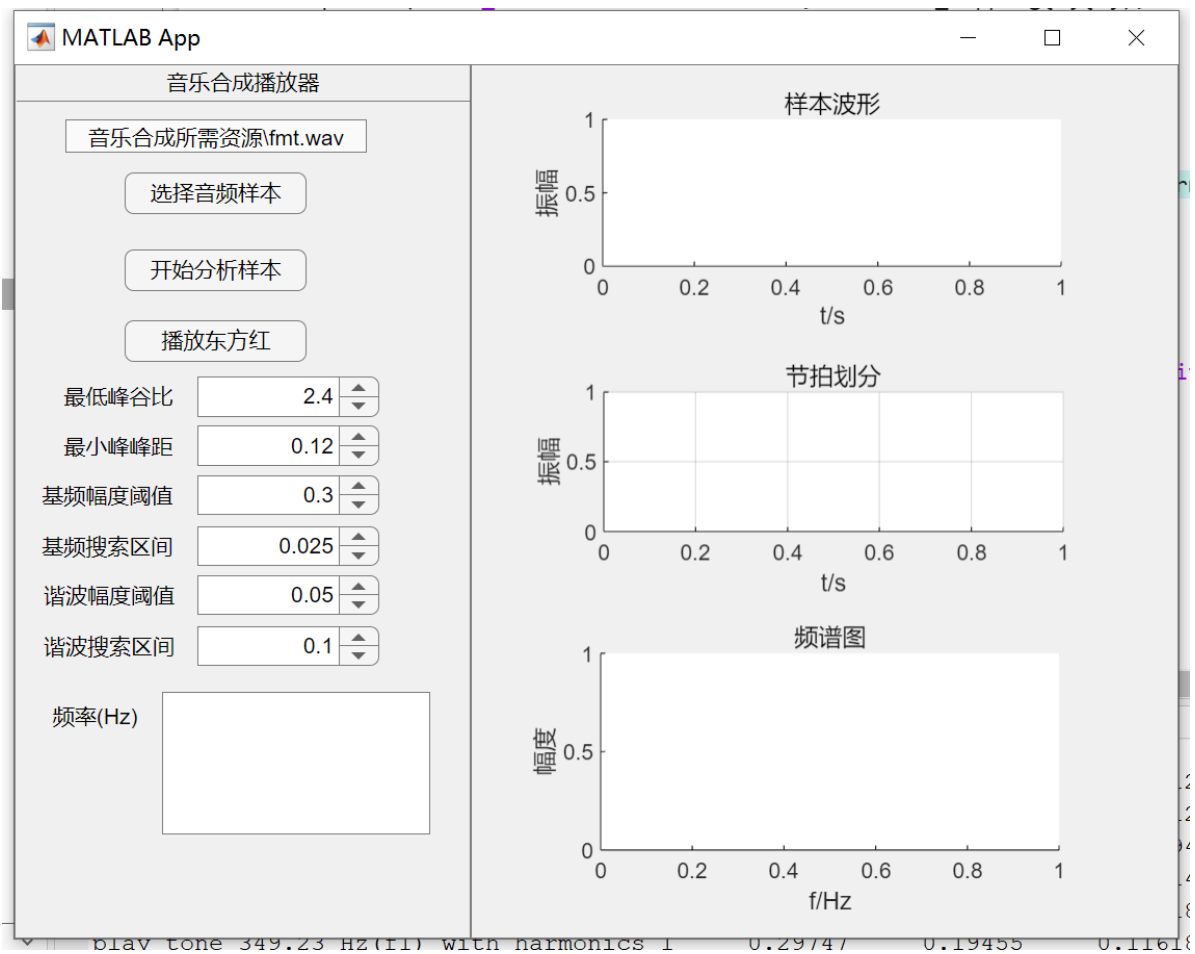 MATLAB App
音乐合成播放器
音乐合成所需资源\fmt.wav
选择音频样本
开始分析样本
播放东方红
最低峰谷比 2.4
最小峰峰距 0.12
基频幅度阈值 0.3
基频搜索区间 0.025
谐波幅度阈值 0.05
谐波搜索区间 0.1
频率(Hz)
样本波形
1
0.5
0
振幅
0 0.2 0.4 0.6 0.8 1
t/s
节拍划分
1
0.5
0
振幅
0 0.2 0.4 0.6 0.8 1
t/s
频谱图
1
0.5
0
幅度
0 0.2 0.4 0.6 0.8 1
f/Hz
play tone 349.23 Hz(f1) with harmonics 1 0.29747 0.19455 0.11618